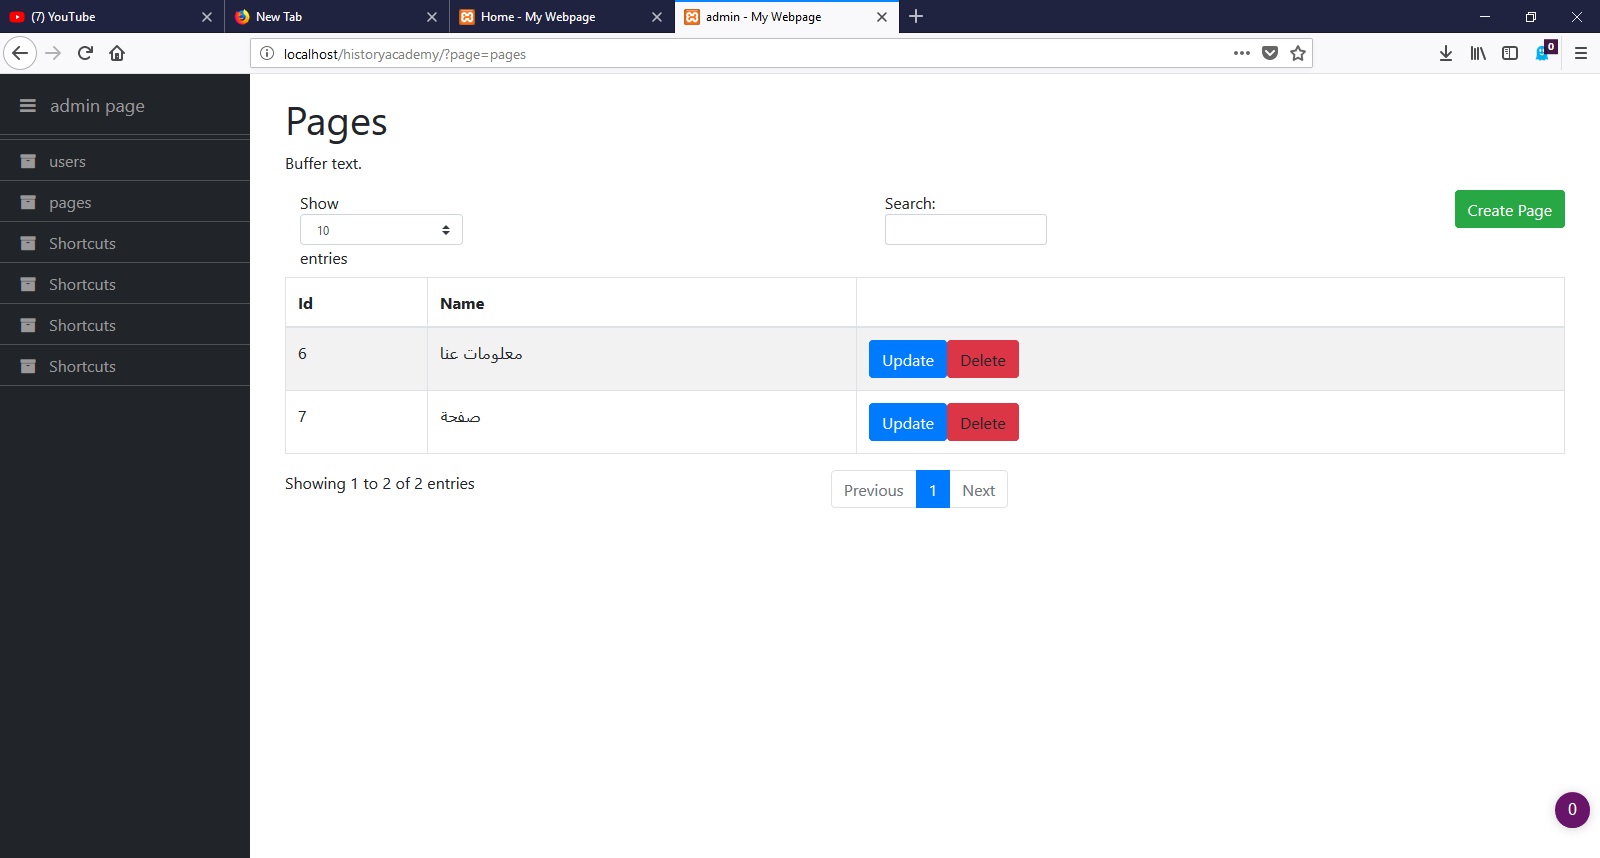 (7) YouTube
New Tab
Home - My Webpage
admin - My Webpage
localhost/historyacademy/?page=pages
0
admin page
users
pages
Shortcuts
Shortcuts
Shortcuts
Shortcuts
Pages
Buffer text.
Show
10
entries
Search:
Create Page
Id Name
6 معلومات عنا Update Delete
7 صفحة Update Delete
Showing 1 to 2 of 2 entries
Previous 1 Next
0